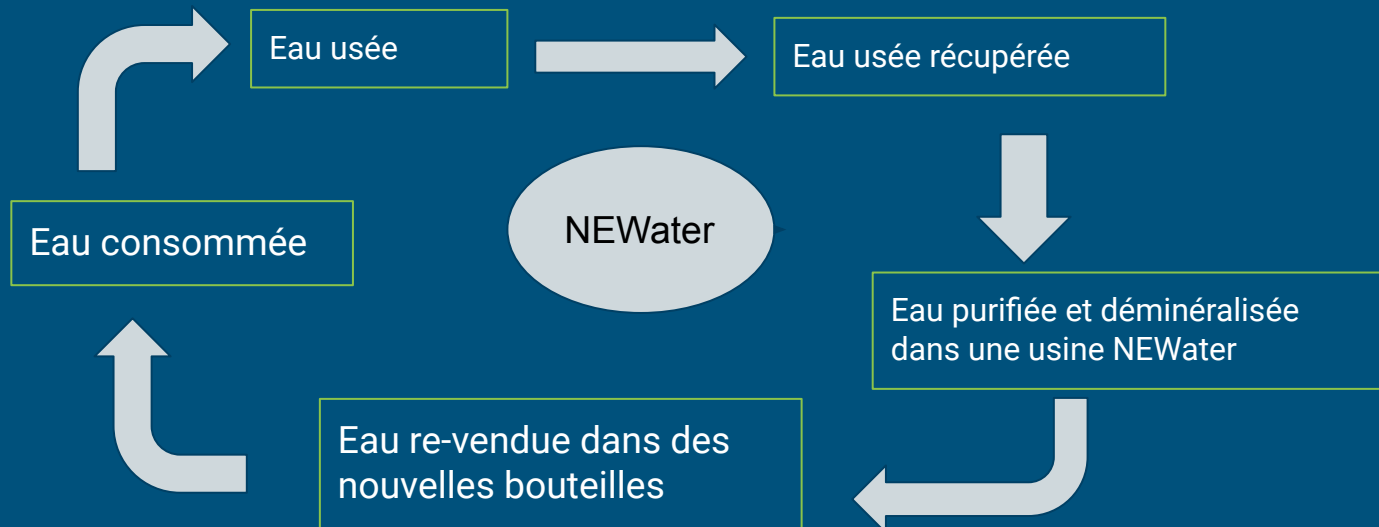 Eau usée
Eau usée récupérée
NEWater
Eau consommée
Eau purifiée et déminéralisée
dans une usine NEWater
Eau re-vendue dans des
nouvelles bouteilles